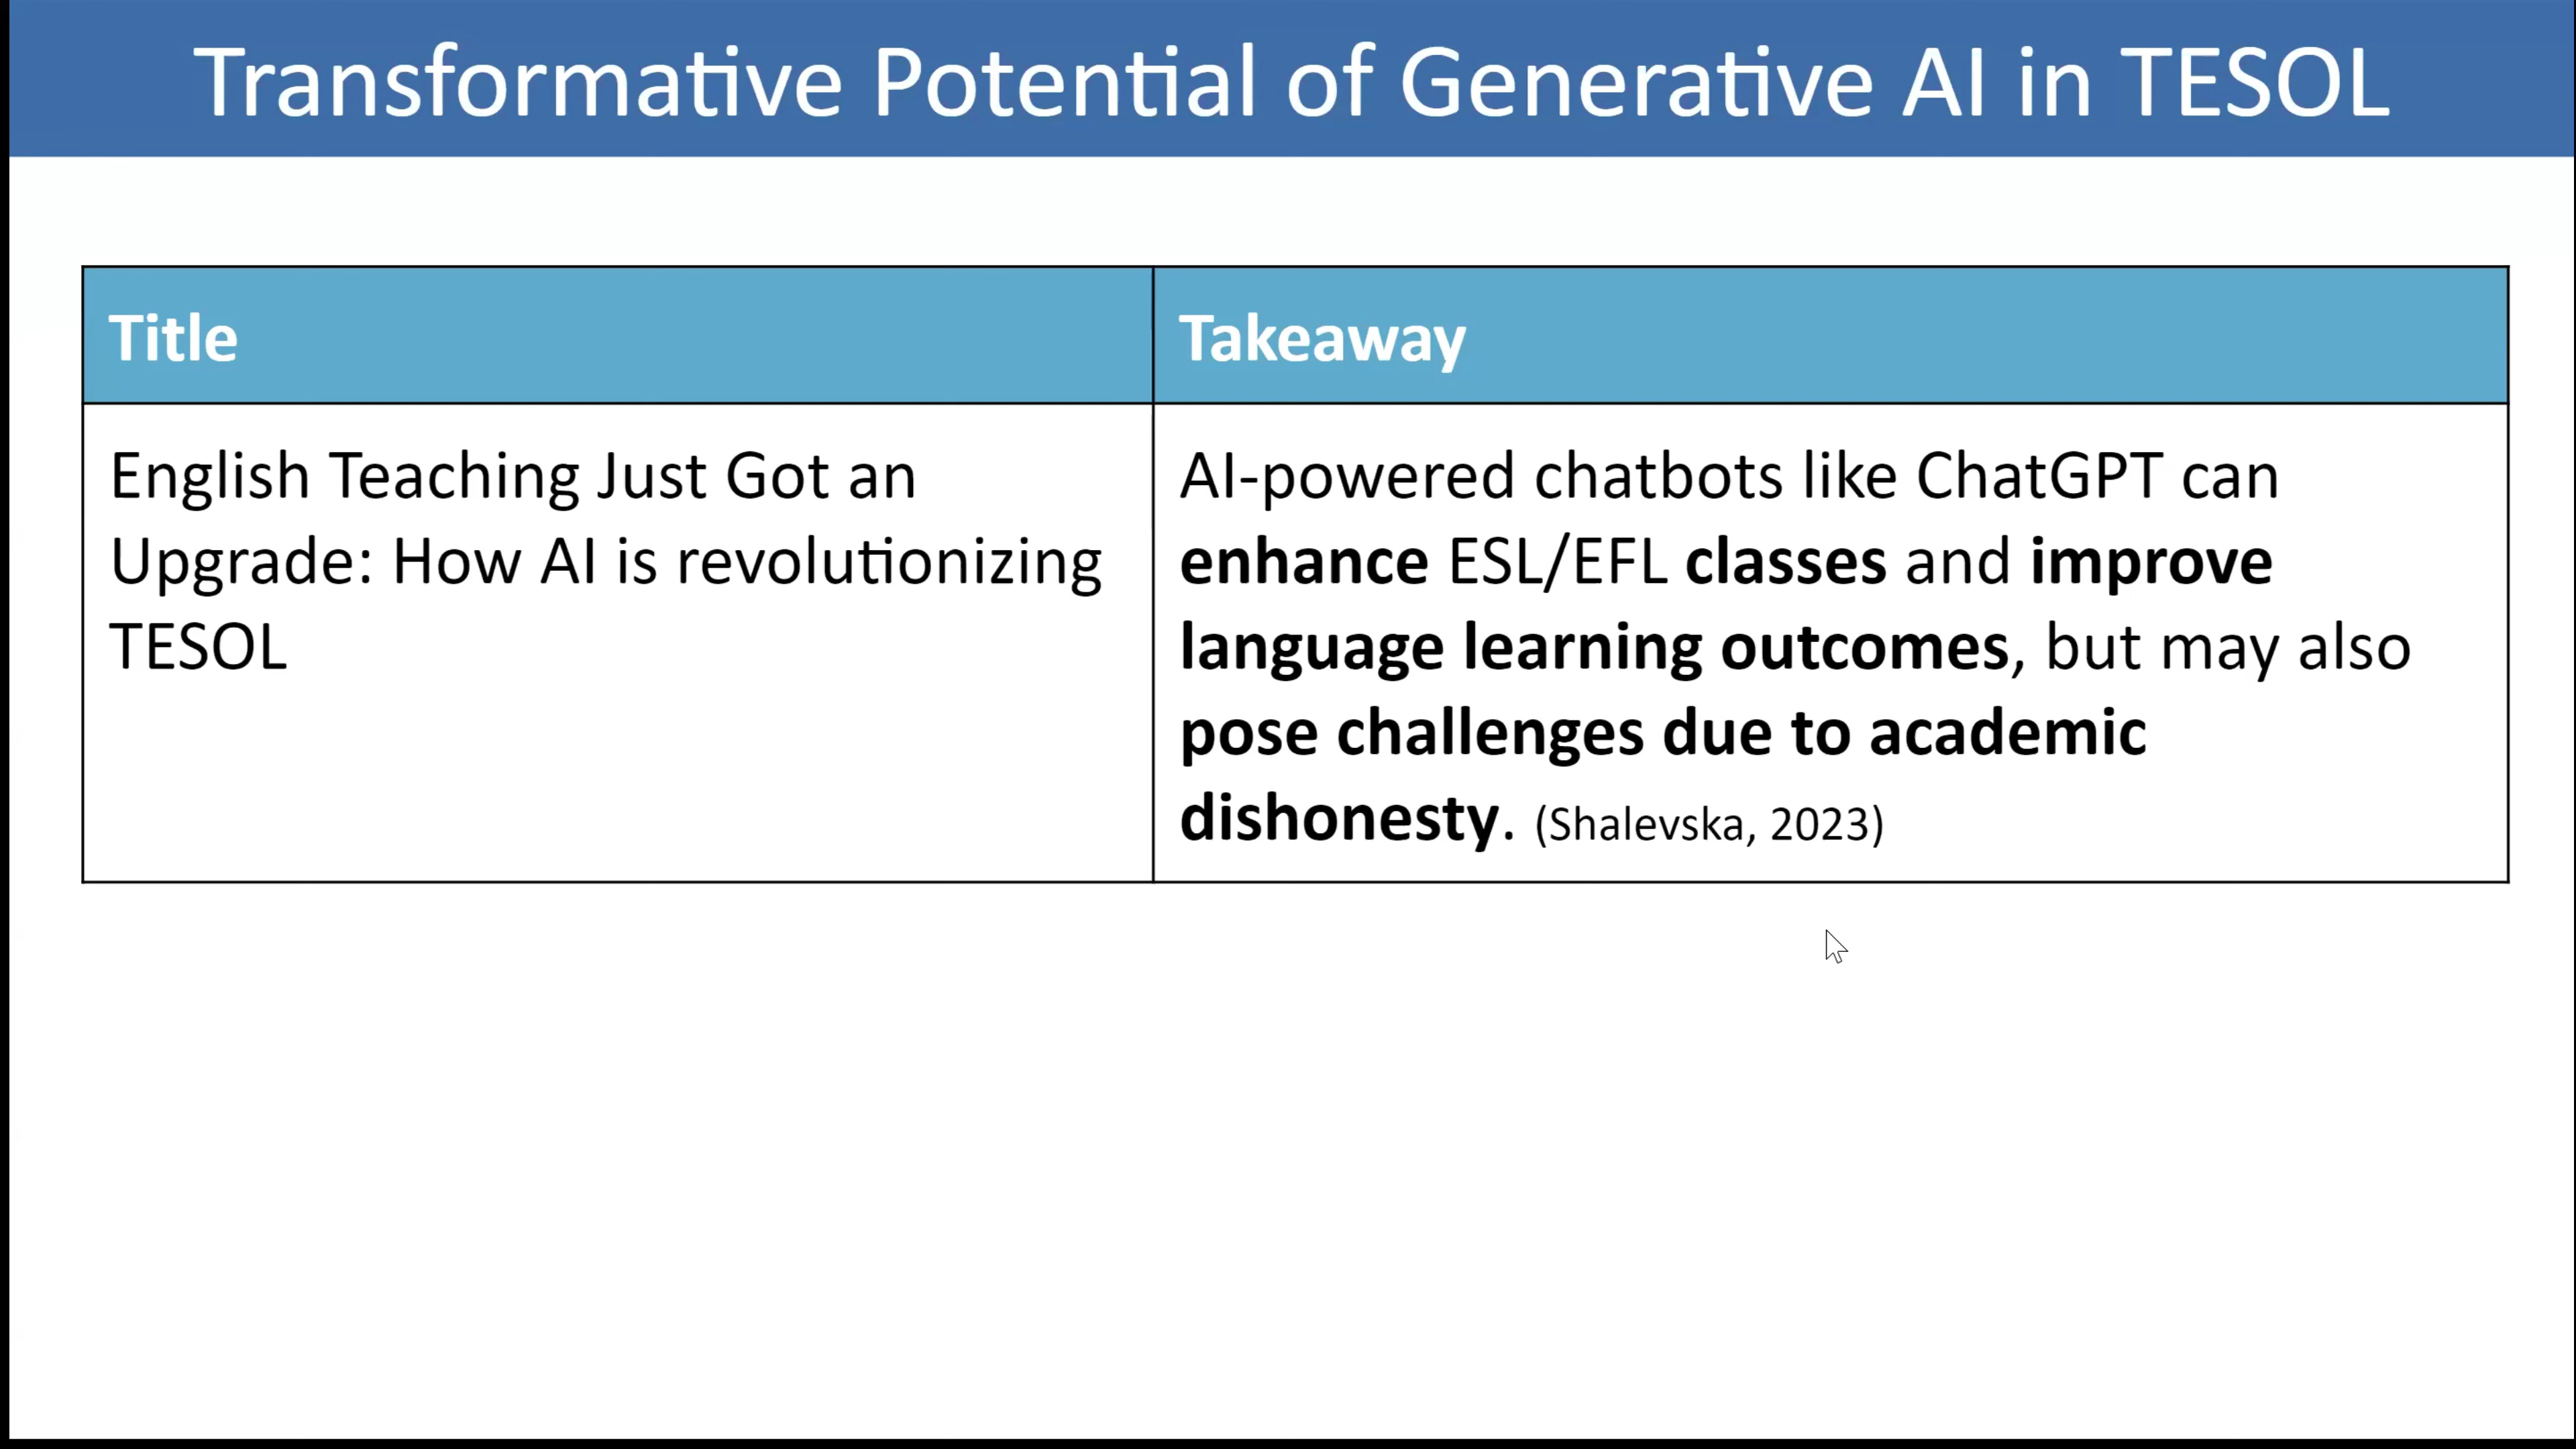 Transformative Potential of Generative AI in TESOL
Title
Takeaway
English Teaching Just Got an
Upgrade: How AI is revolutionizing
TESOL
AI-powered chatbots like ChatGPT can
enhance ESL/EFL classes and improve
language learning outcomes, but may also
pose challenges due to academic
dishonesty. (Shalevska, 2023)